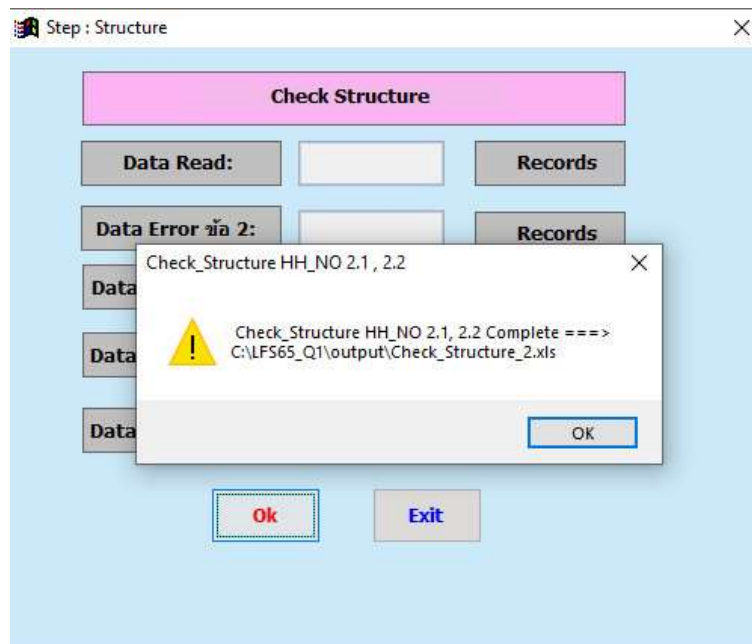 Step : Structure
Check Structure
Data Read:
Records
Data Error ข้อ 2:
Records
Check_Structure HH_NO 2.1 , 2.2
Data
Check_Structure HH_NO 2.1, 2.2 Complete ===>
C:\LFS65_Q1\output\Check_Structure_2.xls
Data
Data
OK
Ok
Exit